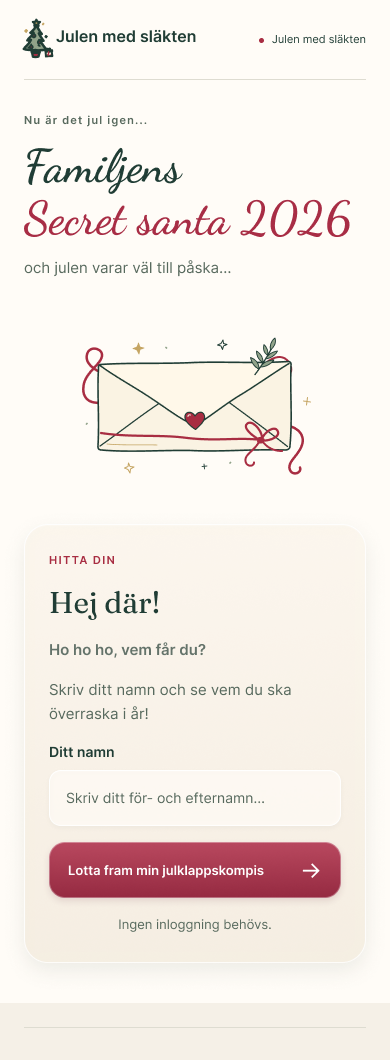 Julen med släkten
Julen med släkten
Nu är det jul igen...
Familjens
Secret santa 2026
och julen varar väl till påska...
HITTA DIN
Hej där!
Ho ho ho, vem får du?
Skriv ditt namn och se vem du ska
överraska i år!
Ditt namn
Skriv ditt för- och efternamn...
Lotta fram min julklappskompis
Ingen inloggning behövs.